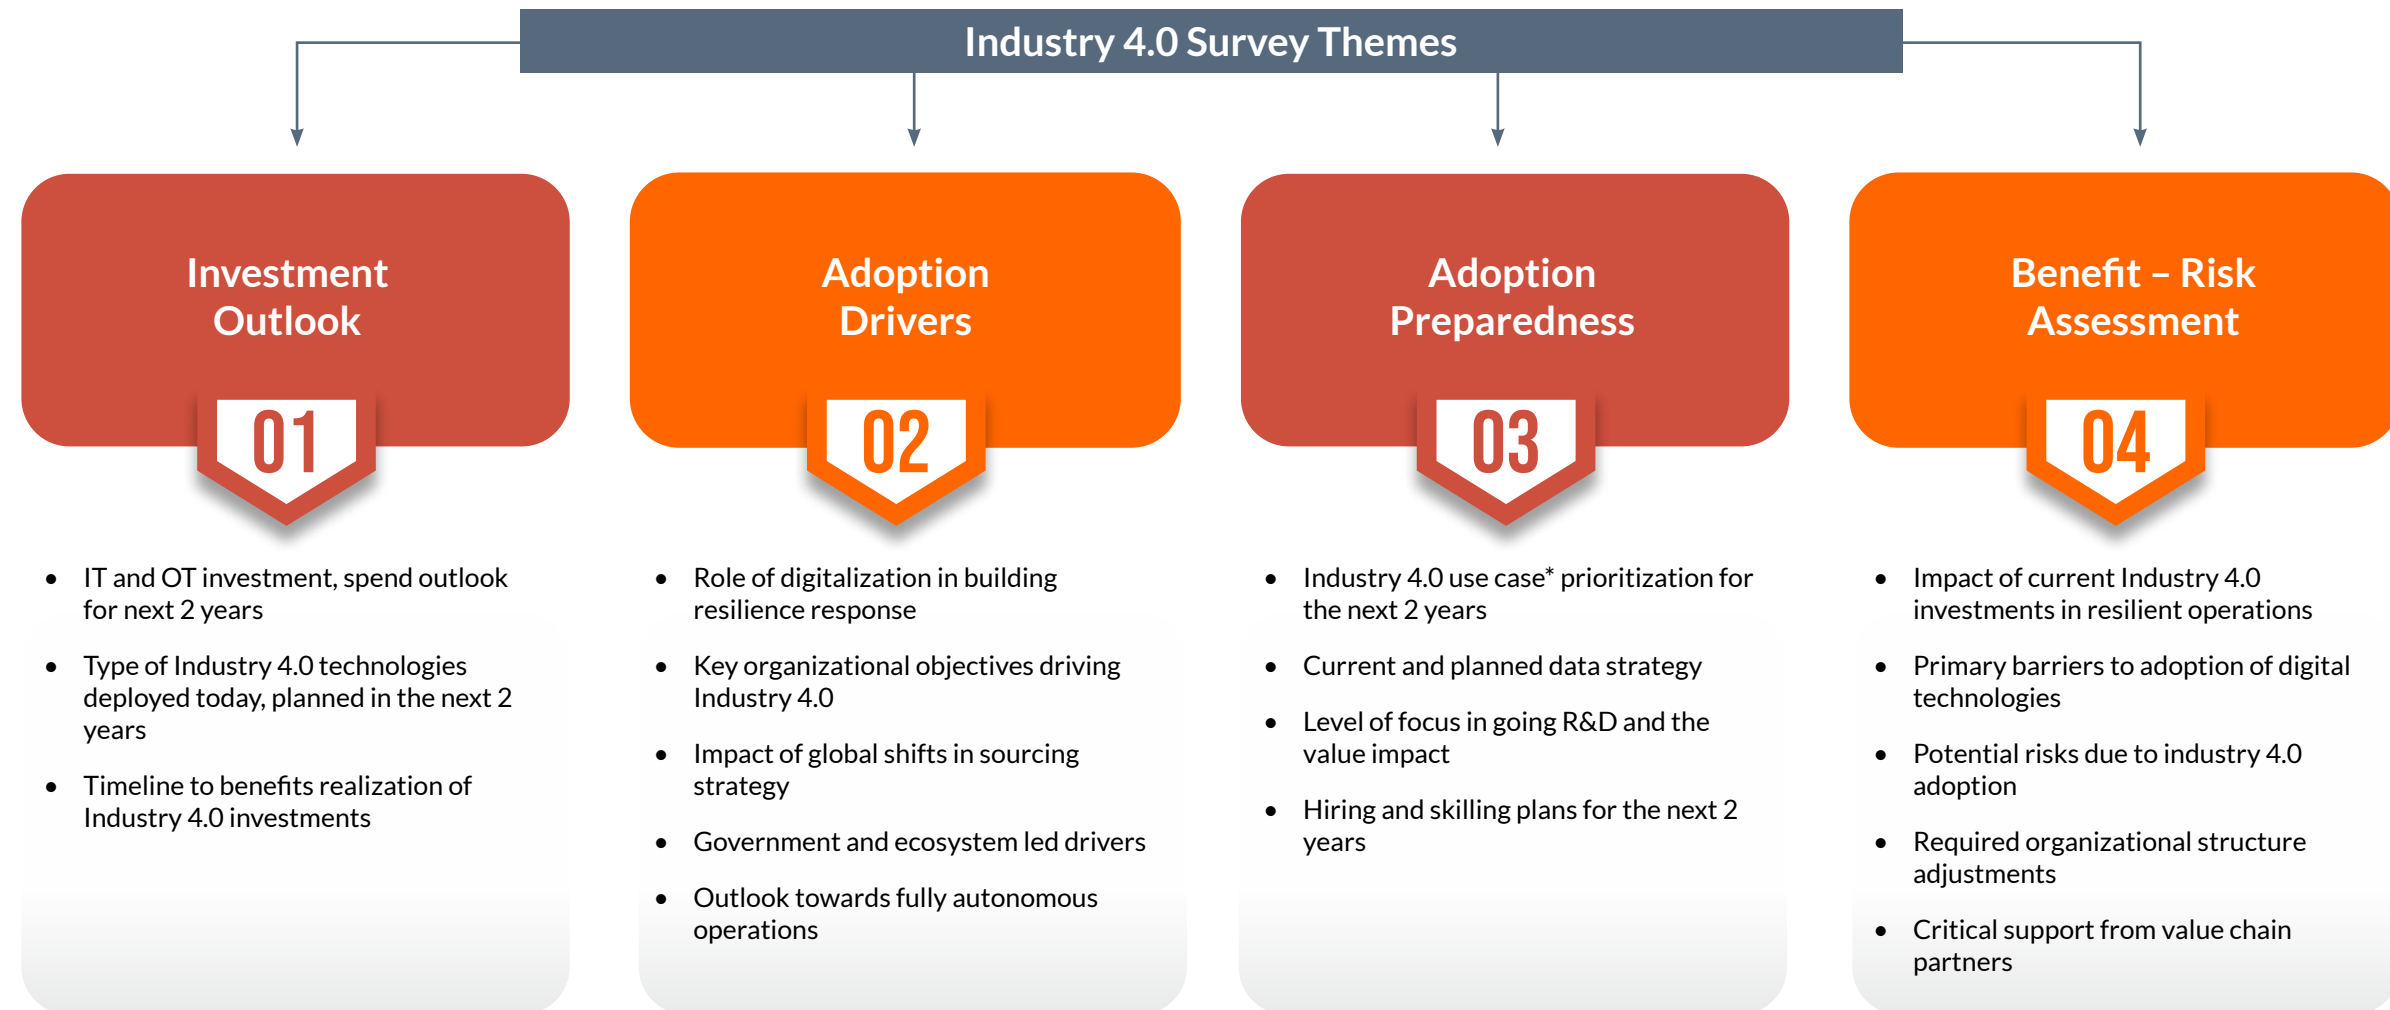 Industry 4.0 Survey Themes
Investment
Outlook
01
IT and OT investment, spend outlook
for next 2 years
Type of Industry 4.0 technologies
deployed today, planned in the next 2
years
Timeline to benefits realization of
Industry 4.0 investments
Adoption
Drivers
02
Role of digitalization in building
resilience response
Key organizational objectives driving
Industry 4.0
Impact of global shifts in sourcing
strategy
Government and ecosystem led drivers
Outlook towards fully autonomous
operations
Adoption
Preparedness
03
Industry 4.0 use case* prioritization for
the next 2 years
Current and planned data strategy
Level of focus in going R&D and the
value impact
Hiring and skilling plans for the next 2
years
Benefit – Risk
Assessment
04
Impact of current Industry 4.0
investments in resilient operations
Primary barriers to adoption of digital
technologies
Potential risks due to industry 4.0
adoption
Required organizational structure
adjustments
Critical support from value chain
partners